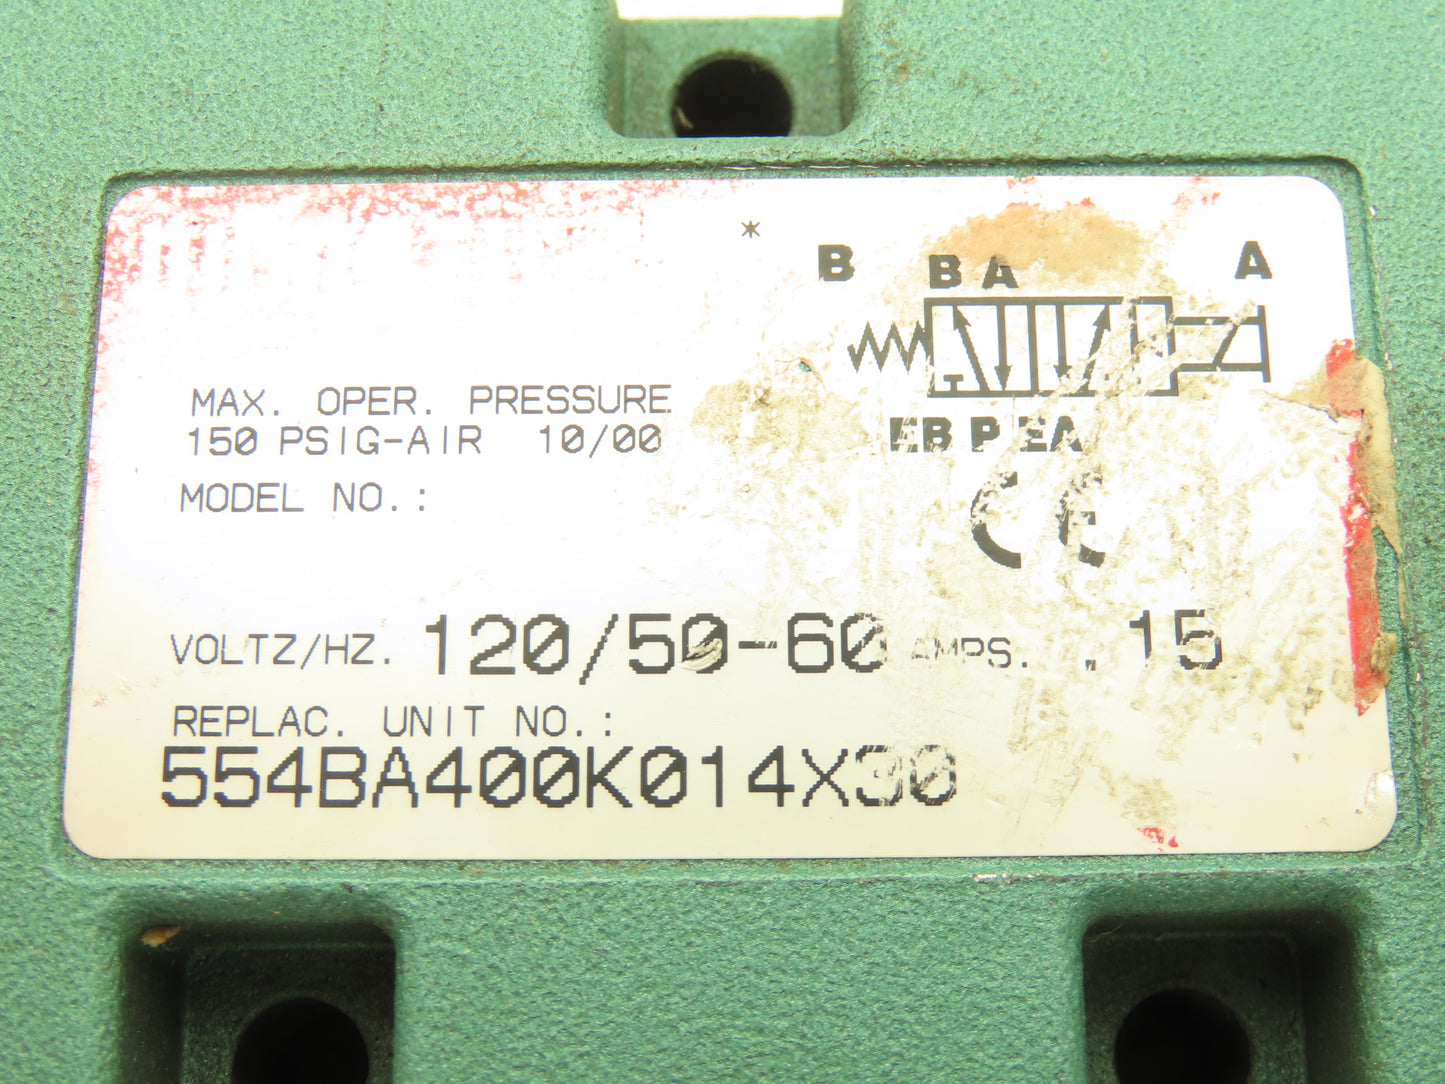 *
B B A A
EB P EA
MAX. OPER. PRESSURE
150 PSIG-AIR 10/00
MODEL NO.:
CE
VOLTZ/HZ. 120/50-60 AMPS. .15
REPLAC. UNIT NO.:
554BA400K014X30